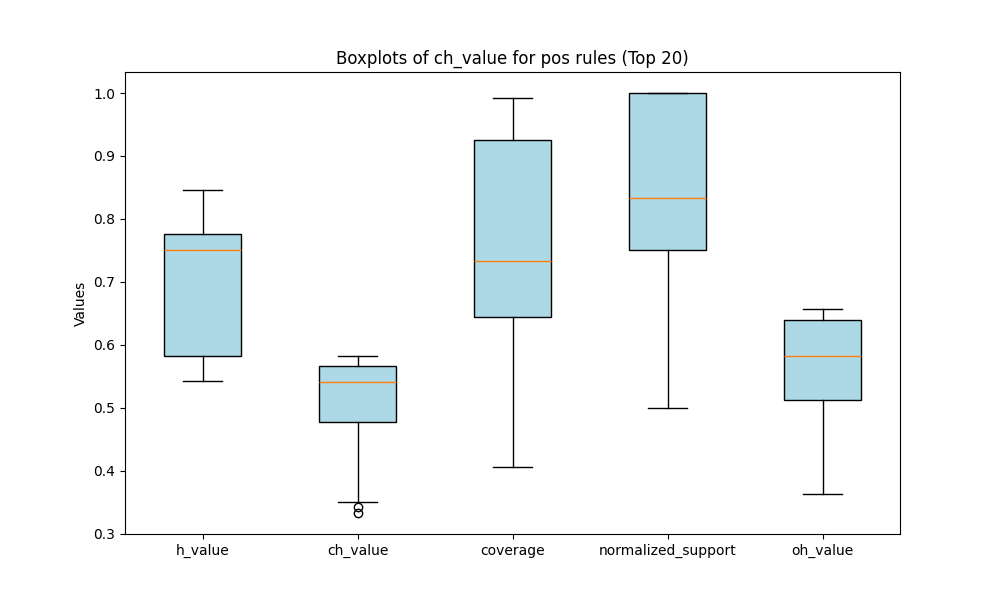 Boxplots of ch_value for pos rules (Top 20)
Values
1.0
0.9
0.8
0.7
0.6
0.5
0.4
0.3
h_value
ch_value
coverage
normalized_support
oh_value